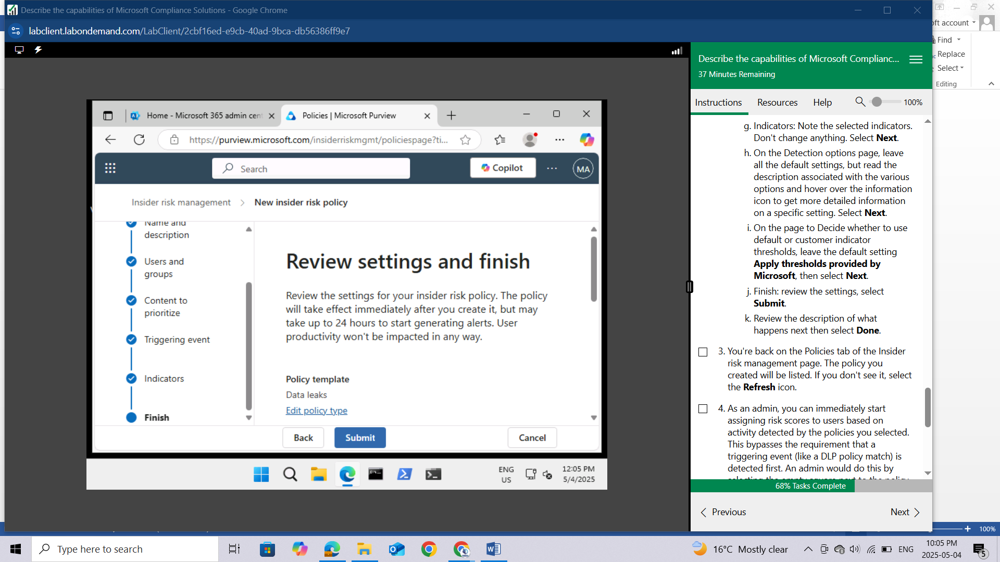 Describe the capabilities of Microsoft Compliance Solutions - Google Chrome
labclient.labondemand.com/LabClient/2cbf16ed-e9cb-40ad-9bca-db56386ff9e7
Home - Microsoft 365 admin cent
Policies | Microsoft Purview
https://purview.microsoft.com/insiderriskmgmt/policiespage?ti...
Search
Copilot
MA
Insider risk management > New insider risk policy
Name and
description
Users and
groups
Content to
prioritize
Triggering event
Indicators
Finish
Review settings and finish
Review the settings for your insider risk policy. The policy
will take effect immediately after you create it, but may
take up to 24 hours to start generating alerts. User
productivity won't be impacted in any way.
Policy template
Data leaks
Edit policy type
Back
Submit
Cancel
ENG
US
12:05 PM
5/4/2025
Describe the capabilities of Microsoft Complianc...
37 Minutes Remaining
Instructions
Resources
Help
100%
g. Indicators: Note the selected indicators.
Don't change anything. Select Next.
h. On the Detection options page, leave
all the default settings, but read the
description associated with the various
options and hover over the information
icon to get more detailed information
on a specific setting. Select Next.
i. On the page to Decide whether to use
default or customer indicator
thresholds, leave the default setting
Apply thresholds provided by
Microsoft, then select Next.
j. Finish: review the settings, select
Submit.
k. Review the description of what
happens next then select Done.
3. You're back on the Policies tab of the Insider
risk management page. The policy you
created will be listed. If you don't see it, select
the Refresh icon.
4. As an admin, you can immediately start
assigning risk scores to users based on
activity detected by the policies you selected.
This bypasses the requirement that a
triggering event (like a DLP policy match) is
detected first. An admin would do this by
selecting the empty square next to the policy
68% Tasks Complete
Previous
Next
oft account
Find
Replace
Select
Editing
100%
Type here to search
16°C Mostly clear
ENG
10:05 PM
2025-05-04
5